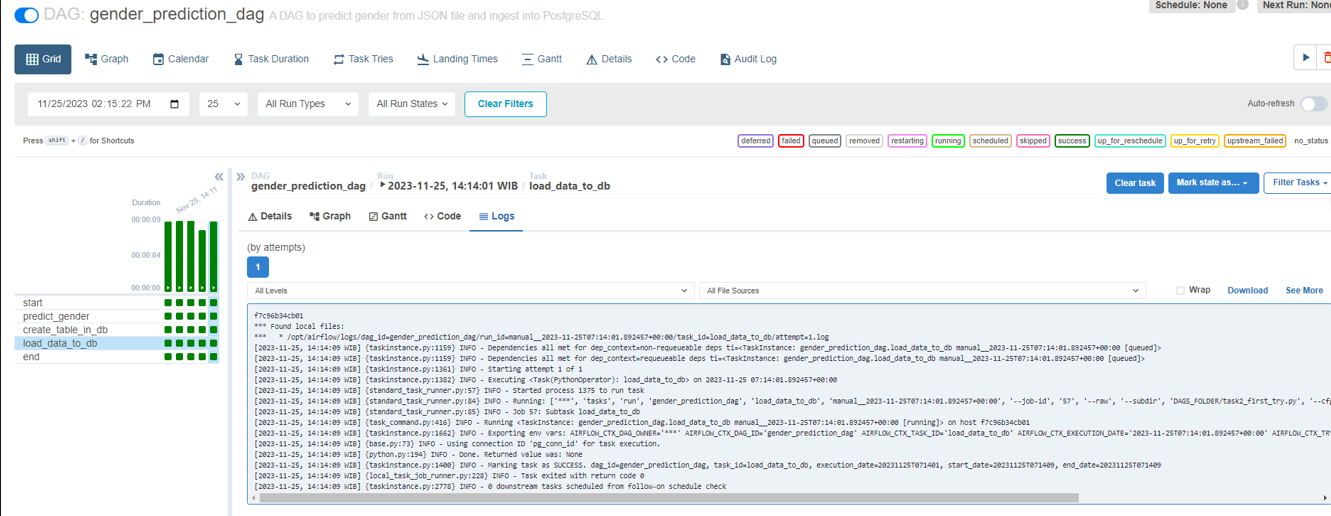 DAG: gender_prediction_dag A DAG to predict gender from JSON file and ingest into PostgreSQL
Schedule: None
Next Run: None
Grid Graph Calendar Task Duration Task Tries Landing Times Gantt Details Code Audit Log
11/25/2023 02:15:22 PM 25 All Run Types All Run States Clear Filters
Auto-refresh
Press shift + / for Shortcuts
deferred failed queued removed restarting running scheduled skipped success up_for_reschedule up_for_retry upstream_failed no_status
Duration
Nov 25, 14:11
00:00:09
00:00:04
00:00:00
start
predict_gender
create_table_in_db
load_data_to_db
end
DAG Run Task
gender_prediction_dag / 2023-11-25, 14:14:01 WIB / load_data_to_db
Clear task Mark state as... Filter Tasks
Details Graph Gantt Code Logs
(by attempts)
1
All Levels All File Sources Wrap Download See More
f7c96b34cb01
*** Found local files:
*** * /opt/airflow/logs/dag_id=gender_prediction_dag/run_id=manual__2023-11-25T07:14:01.892457+00:00/task_id=load_data_to_db/attempt=1.log
[2023-11-25, 14:14:09 WIB] {taskinstance.py:1159} INFO - Dependencies all met for dep_context=non-requeueable deps ti=<TaskInstance: gender_prediction_dag.load_data_to_db manual__2023-11-25T07:14:01.892457+00:00 [queued]>
[2023-11-25, 14:14:09 WIB] {taskinstance.py:1159} INFO - Dependencies all met for dep_context=requeueable deps ti=<TaskInstance: gender_prediction_dag.load_data_to_db manual__2023-11-25T07:14:01.892457+00:00 [queued]>
[2023-11-25, 14:14:09 WIB] {taskinstance.py:1361} INFO - Starting attempt 1 of 1
[2023-11-25, 14:14:09 WIB] {taskinstance.py:1382} INFO - Executing <Task(PythonOperator): load_data_to_db> on 2023-11-25 07:14:01.892457+00:00
[2023-11-25, 14:14:09 WIB] {standard_task_runner.py:57} INFO - Started process 1375 to run task
[2023-11-25, 14:14:09 WIB] {standard_task_runner.py:84} INFO - Running: ['***', 'tasks', 'run', 'gender_prediction_dag', 'load_data_to_db', 'manual__2023-11-25T07:14:01.892457+00:00', '--job-id', '57', '--raw', '--subdir', 'DAGS_FOLDER/task2_first_try.py', '--cfg
[2023-11-25, 14:14:09 WIB] {standard_task_runner.py:85} INFO - Job 57: Subtask load_data_to_db
[2023-11-25, 14:14:09 WIB] {task_command.py:416} INFO - Running <TaskInstance: gender_prediction_dag.load_data_to_db manual__2023-11-25T07:14:01.892457+00:00 [running]> on host f7c96b34cb01
[2023-11-25, 14:14:09 WIB] {taskinstance.py:1662} INFO - Exporting env vars: AIRFLOW_CTX_DAG_OWNER='***' AIRFLOW_CTX_DAG_ID='gender_prediction_dag' AIRFLOW_CTX_TASK_ID='load_data_to_db' AIRFLOW_CTX_EXECUTION_DATE='2023-11-25T07:14:01.892457+00:00' AIRFLOW_CTX_TR
[2023-11-25, 14:14:09 WIB] {base.py:73} INFO - Using connection ID 'pg_conn_id' for task execution.
[2023-11-25, 14:14:09 WIB] {python.py:194} INFO - Done. Returned value was: None
[2023-11-25, 14:14:09 WIB] {taskinstance.py:1400} INFO - Marking task as SUCCESS. dag_id=gender_prediction_dag, task_id=load_data_to_db, execution_date=20231125T071401, start_date=20231125T071409, end_date=20231125T071409
[2023-11-25, 14:14:09 WIB] {local_task_job_runner.py:228} INFO - Task exited with return code 0
[2023-11-25, 14:14:09 WIB] {taskinstance.py:2778} INFO - 0 downstream tasks scheduled from follow-on schedule check